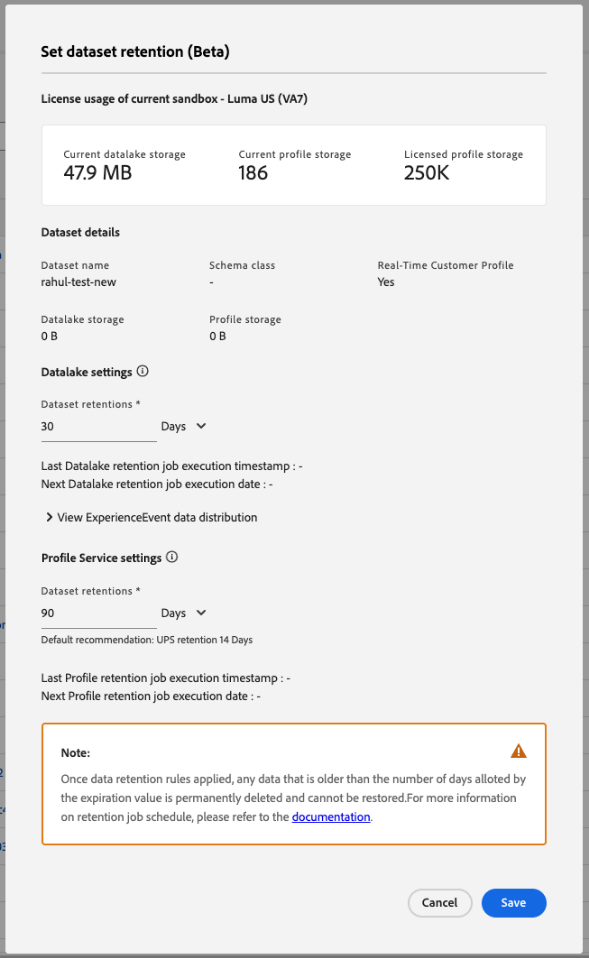 Set dataset retention (Beta)
License usage of current sandbox - Luma US (VA7)
Current datalake storage
47.9 MB
Current profile storage
186
Licensed profile storage
250K
Dataset details
Dataset name
rahul-test-new
Schema class
-
Real-Time Customer Profile
Yes
Datalake storage
0 B
Profile storage
0 B
Datalake settings
Dataset retentions *
30 Days
Last Datalake retention job execution timestamp : -
Next Datalake retention job execution date : -
View ExperienceEvent data distribution
Profile Service settings
Dataset retentions *
90 Days
Default recommendation: UPS retention 14 Days
Last Profile retention job execution timestamp : -
Next Profile retention job execution date : -
Note:
Once data retention rules applied, any data that is older than the number of days alloted by
the expiration value is permanently deleted and cannot be restored.For more information
on retention job schedule, please refer to the documentation.
Cancel Save